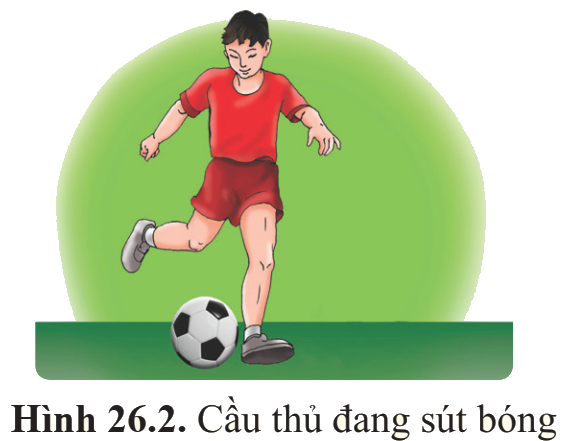 Hình 26.2. Cầu thủ đang sút bóng